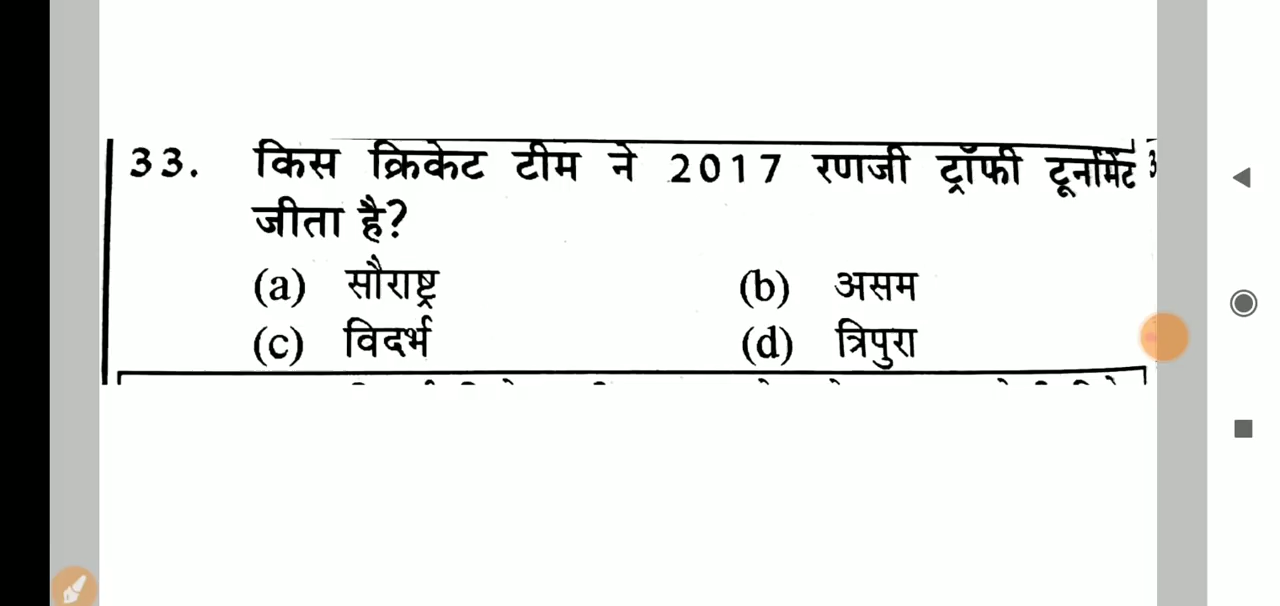 33. किस क्रिकेट टीम ने 2017 रणजी ट्रॉफी टूर्नामेंट
जीता है?
(a) सौराष्ट्र (b) असम
(c) विदर्भ (d) त्रिपुरा